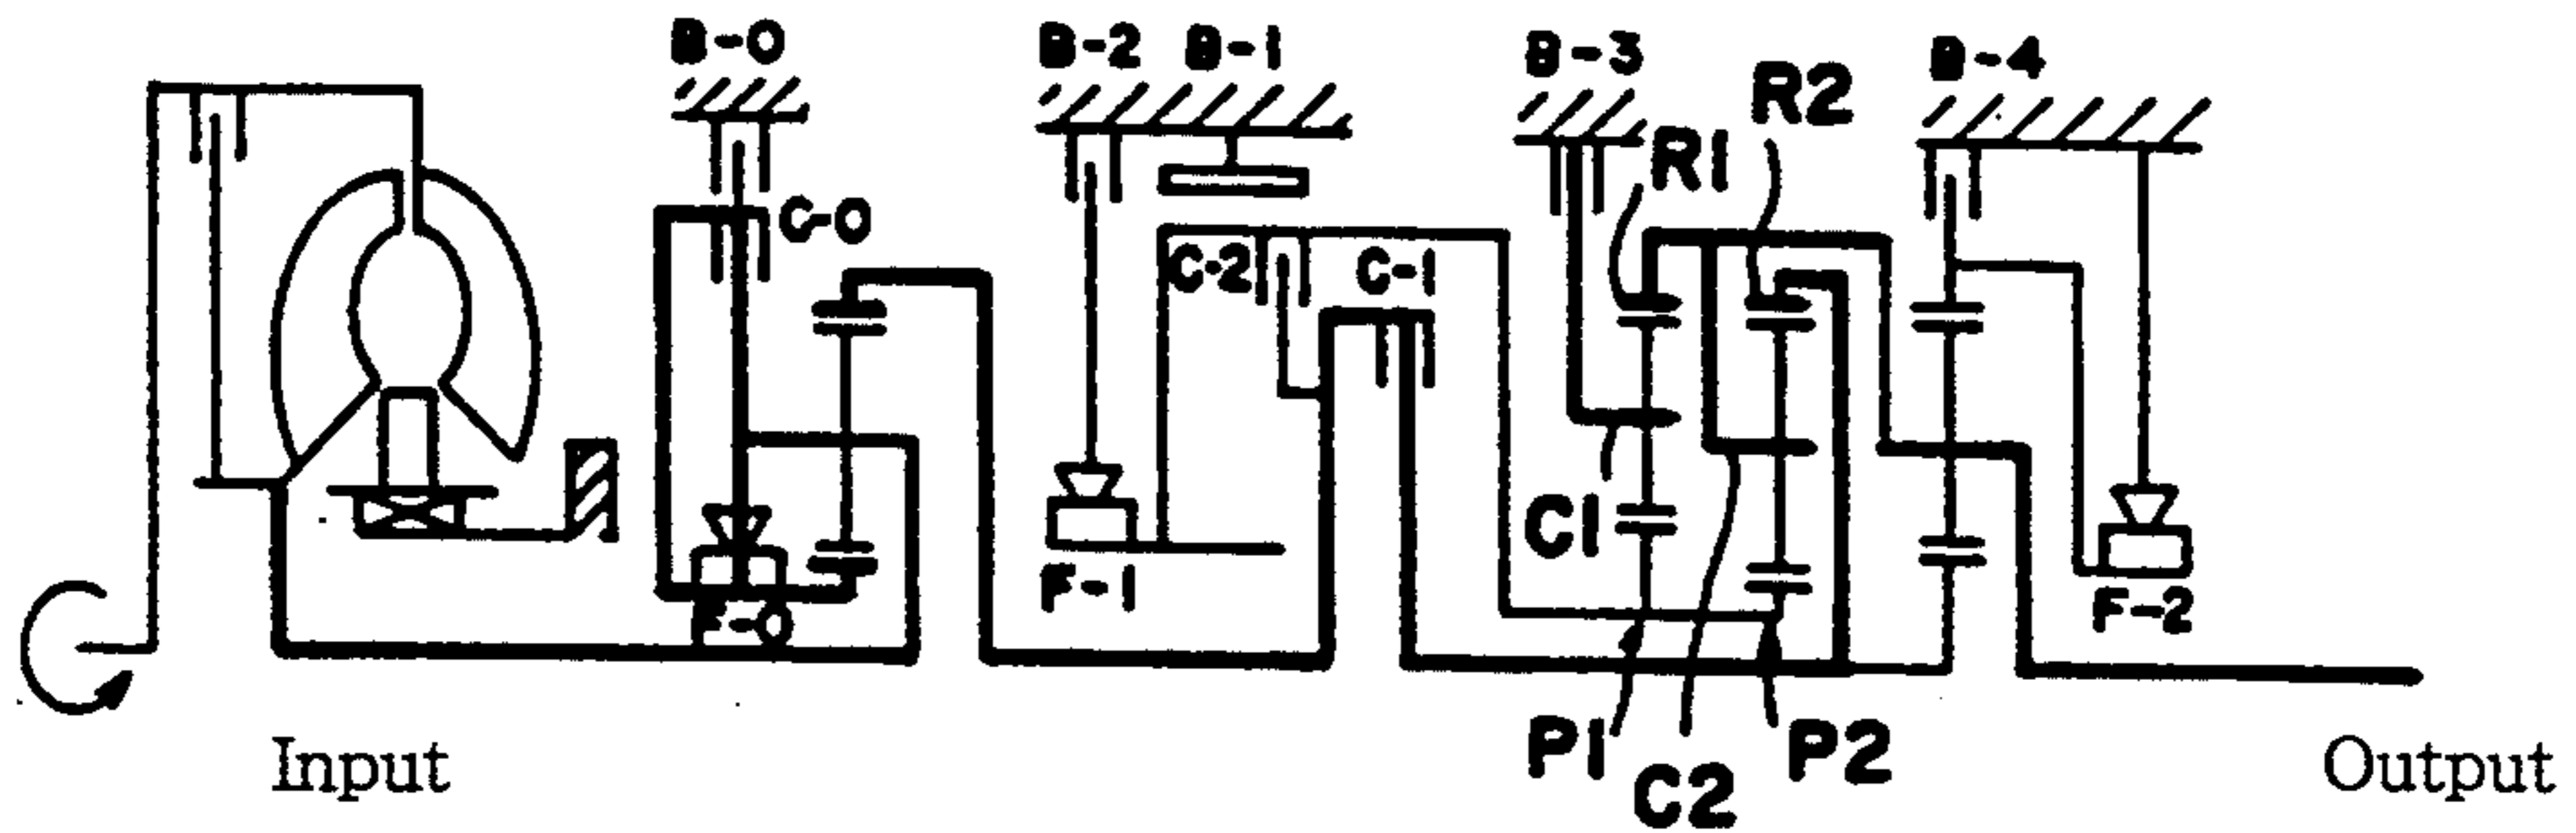 B-0
B-2 B-1
B-3
R2
B-4
R1
C-0
C-2
C-1
C1
F-0
F-1
F-2
P1
C2
P2
Input
Output